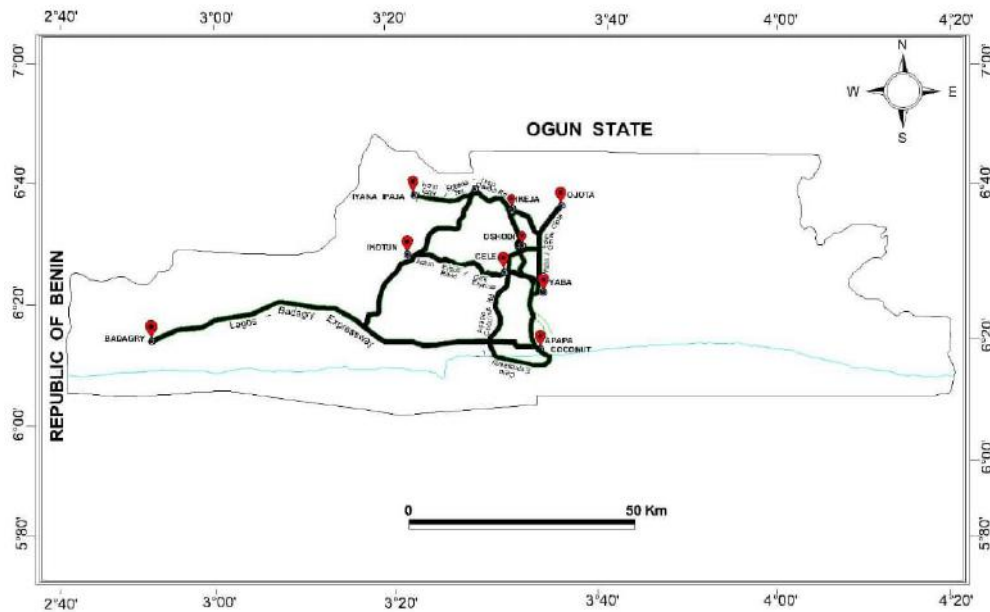 2°40' 3°00' 3°20' 3°40' 4°00' 4°20'
7°00' 7°00'
N
W E
S
OGUN STATE
6°40' 6°40'
IYANA IPAJA
IKEJA
OJOTA
OSHODI
IKOTUN
CELE
YABA
REPUBLIC OF BENIN
6°20' 6°20'
BADAGRY
Lagos - Badagry Expressway
APAPA
COCONUT
Cele
Expressway
6°00' 6°00'
0 50 Km
5°80' 5°80'
2°40' 3°00' 3°20' 3°40' 4°00' 4°20'